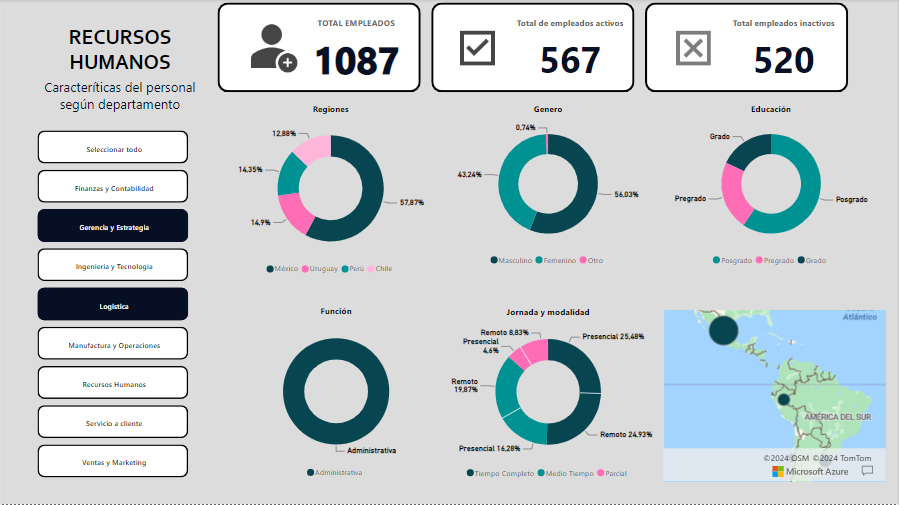 RECURSOS
HUMANOS
Caracteríticas del personal
según departamento
Seleccionar todo
Finanzas y Contabilidad
Gerencia y Estrategia
Ingeniería y Tecnología
Logística
Manufactura y Operaciones
Recursos Humanos
Servicio a cliente
Ventas y Marketing
TOTAL EMPLEADOS
1087
Total de empleados activos
567
Total empleados inactivos
520
Regiones
12,88%
14,35%
14,9%
57,87%
México Uruguay Perú Chile
Genero
0,74%
43,24%
56,03%
Masculino Femenino Otro
Educación
Grado
Pregrado
Posgrado
Posgrado Pregrado Grado
Función
Administrativa
Administrativa
Jornada y modalidad
Remoto 8,83%
Presencial
4,6%
Presencial 25,48%
Remoto
19,87%
Presencial 16,28%
Remoto 24,93%
Tiempo Completo Medio Tiempo Parcial
Atlántico
AMÉRICA DEL SUR
©2024 OSM ©2024 TomTom
Microsoft Azure